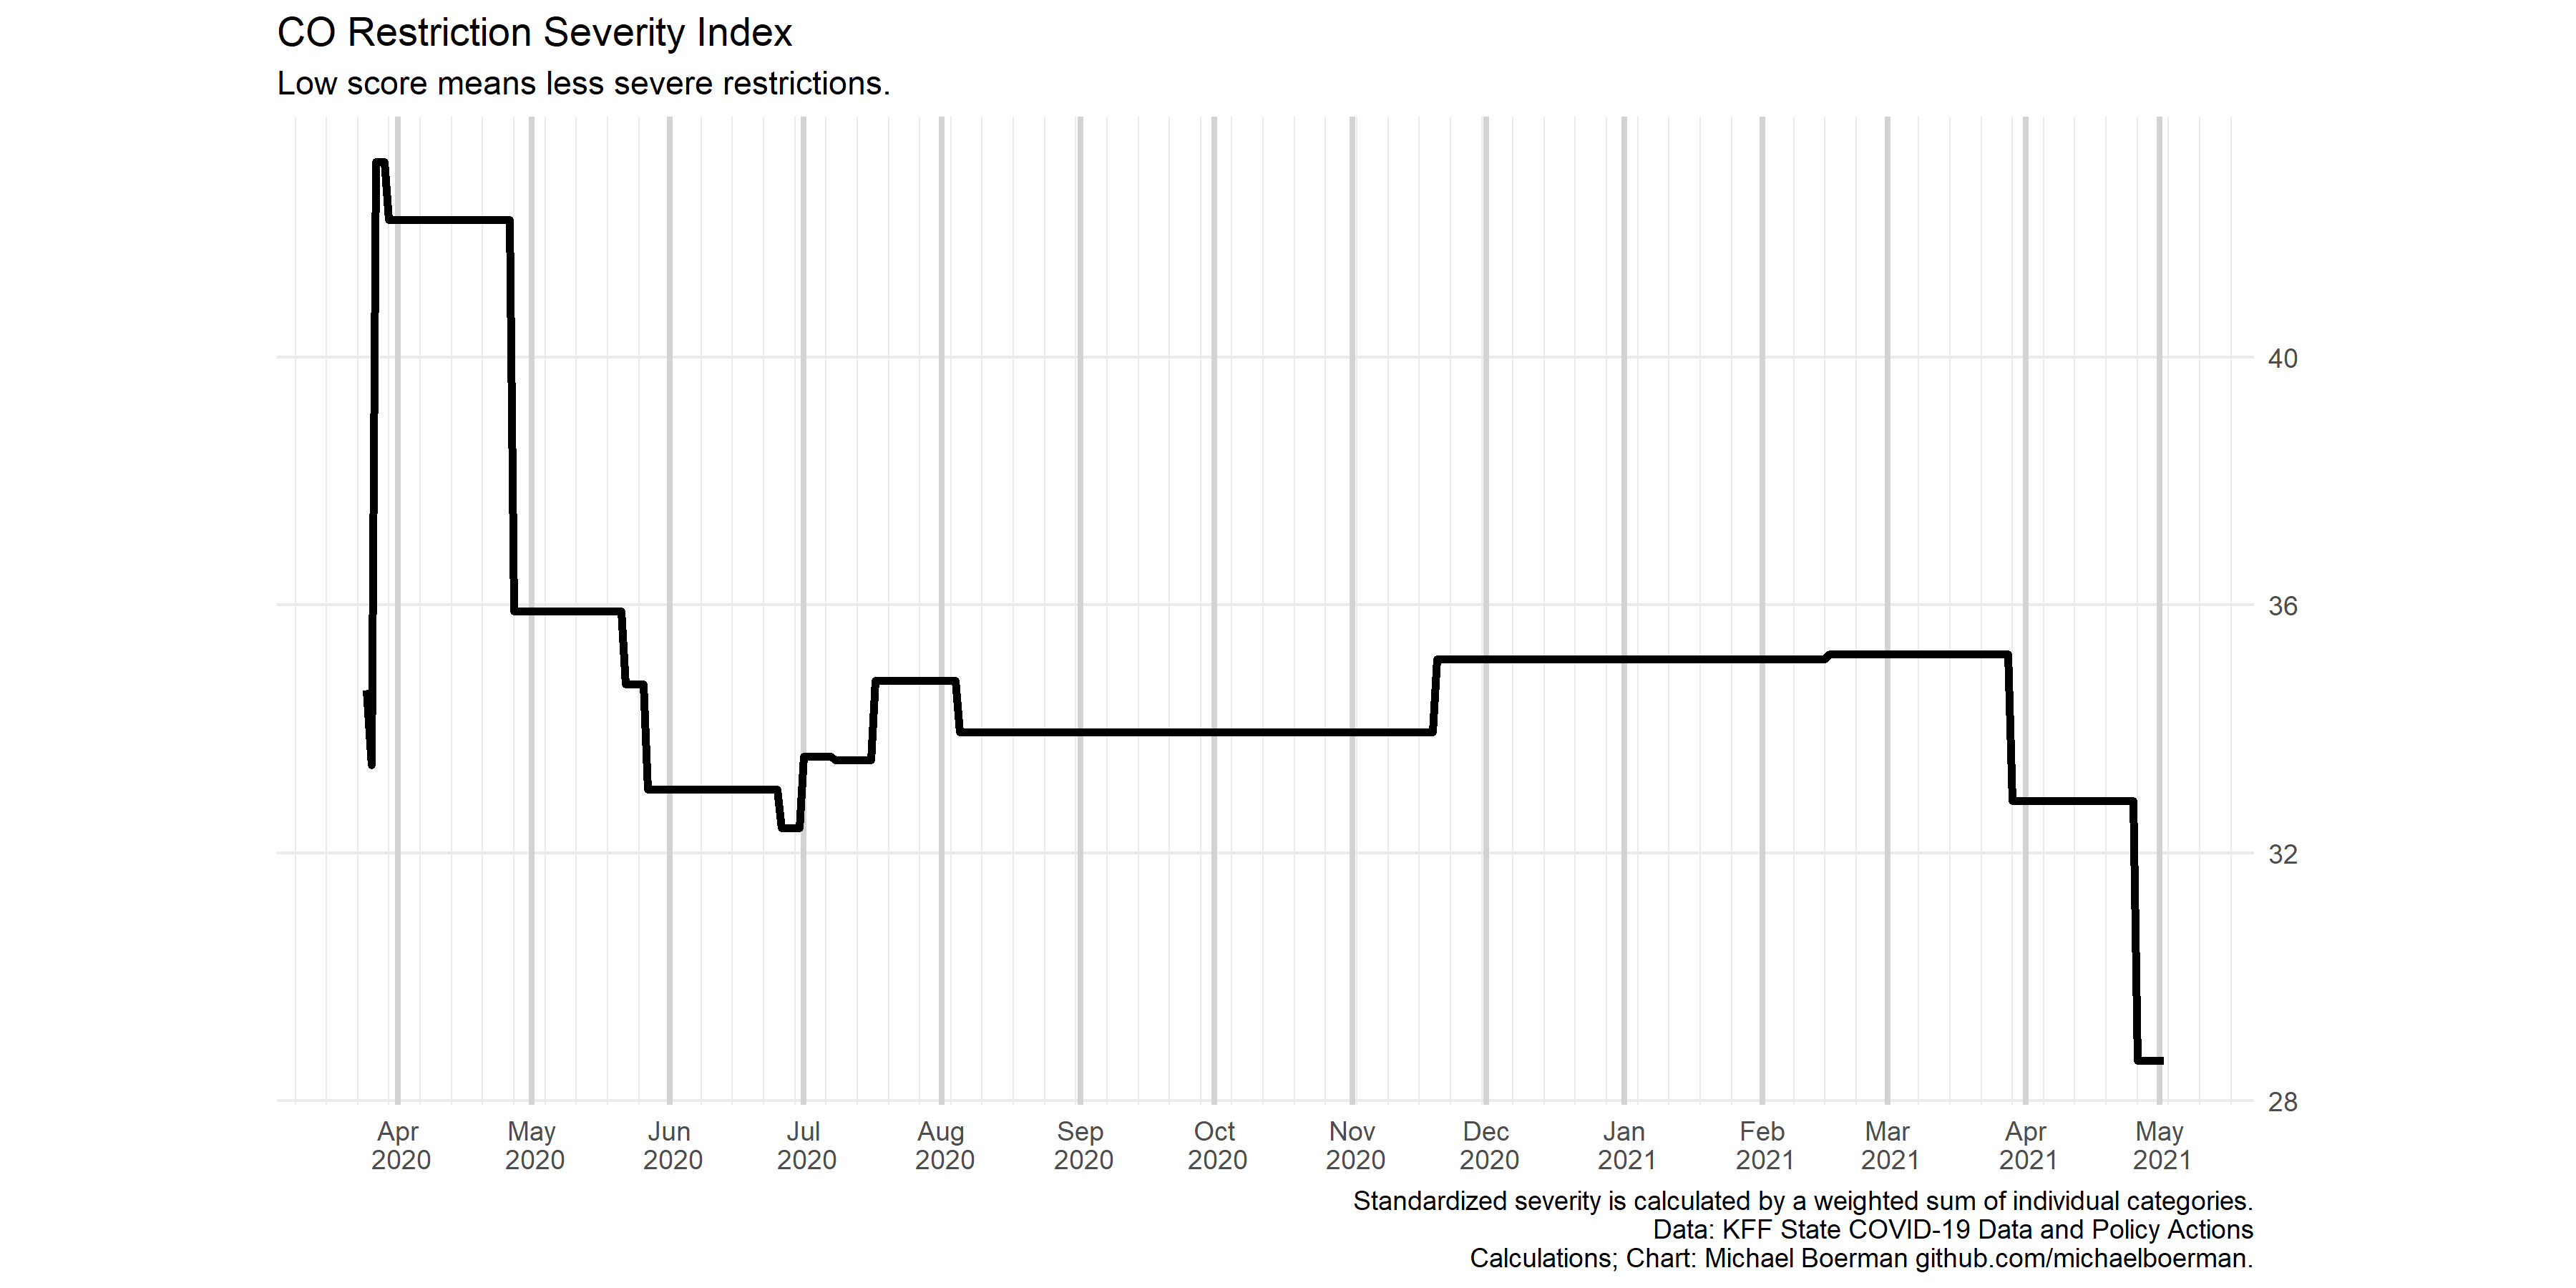 CO Restriction Severity Index
Low score means less severe restrictions.
40
36
32
28
Apr May Jun Jul Aug Sep Oct Nov Dec Jan Feb Mar Apr May
2020 2020 2020 2020 2020 2020 2020 2020 2020 2021 2021 2021 2021 2021
Standardized severity is calculated by a weighted sum of individual categories.
Data: KFF State COVID-19 Data and Policy Actions
Calculations; Chart: Michael Boerman github.com/michaelboerman.